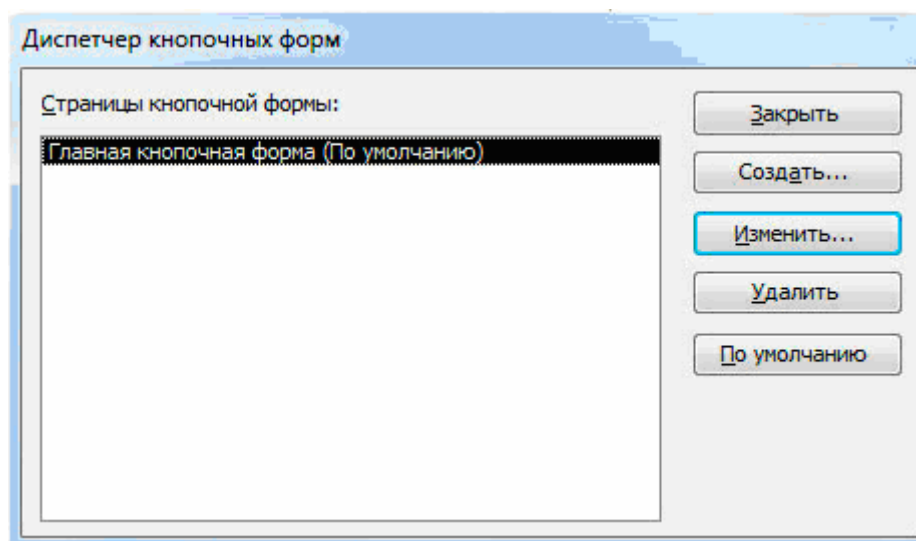 Диспетчер кнопочных форм
Страницы кнопочной формы:
Главная кнопочная форма (По умолчанию)
Закрыть
Создать...
Изменить...
Удалить
По умолчанию